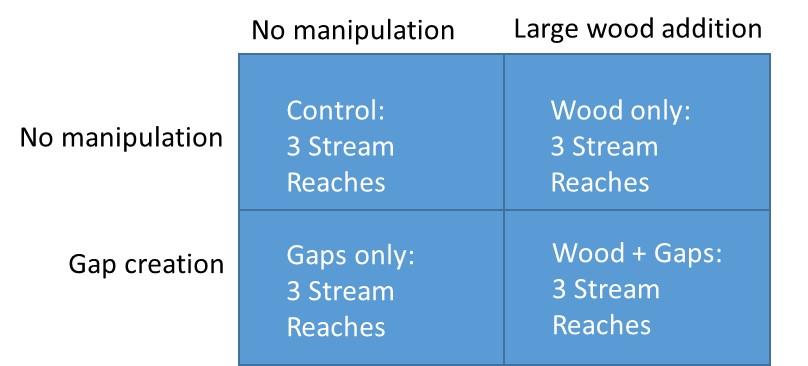 No manipulation
Large wood addition
No manipulation
Control:
3 Stream
Reaches
Wood only:
3 Stream
Reaches
Gap creation
Gaps only:
3 Stream
Reaches
Wood + Gaps:
3 Stream
Reaches